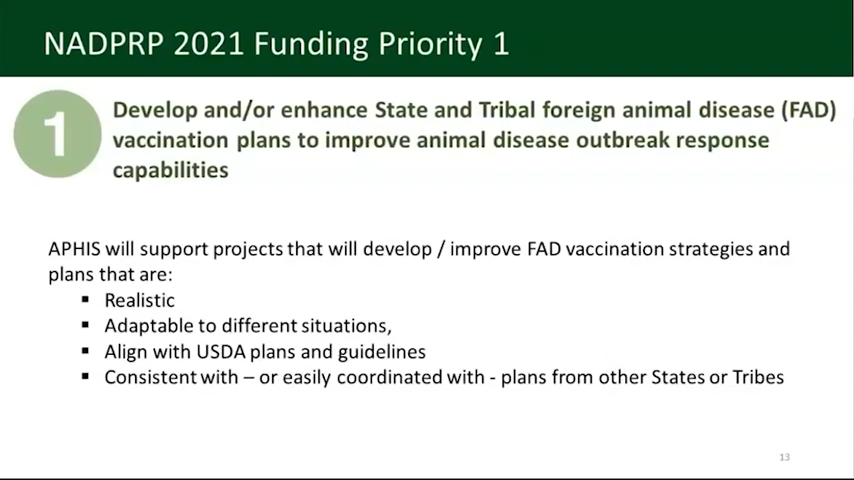 NADPRP 2021 Funding Priority 1
1
Develop and/or enhance State and Tribal foreign animal disease (FAD)
vaccination plans to improve animal disease outbreak response
capabilities
APHIS will support projects that will develop / improve FAD vaccination strategies and
plans that are:
▪ Realistic
▪ Adaptable to different situations,
▪ Align with USDA plans and guidelines
▪ Consistent with – or easily coordinated with - plans from other States or Tribes
13